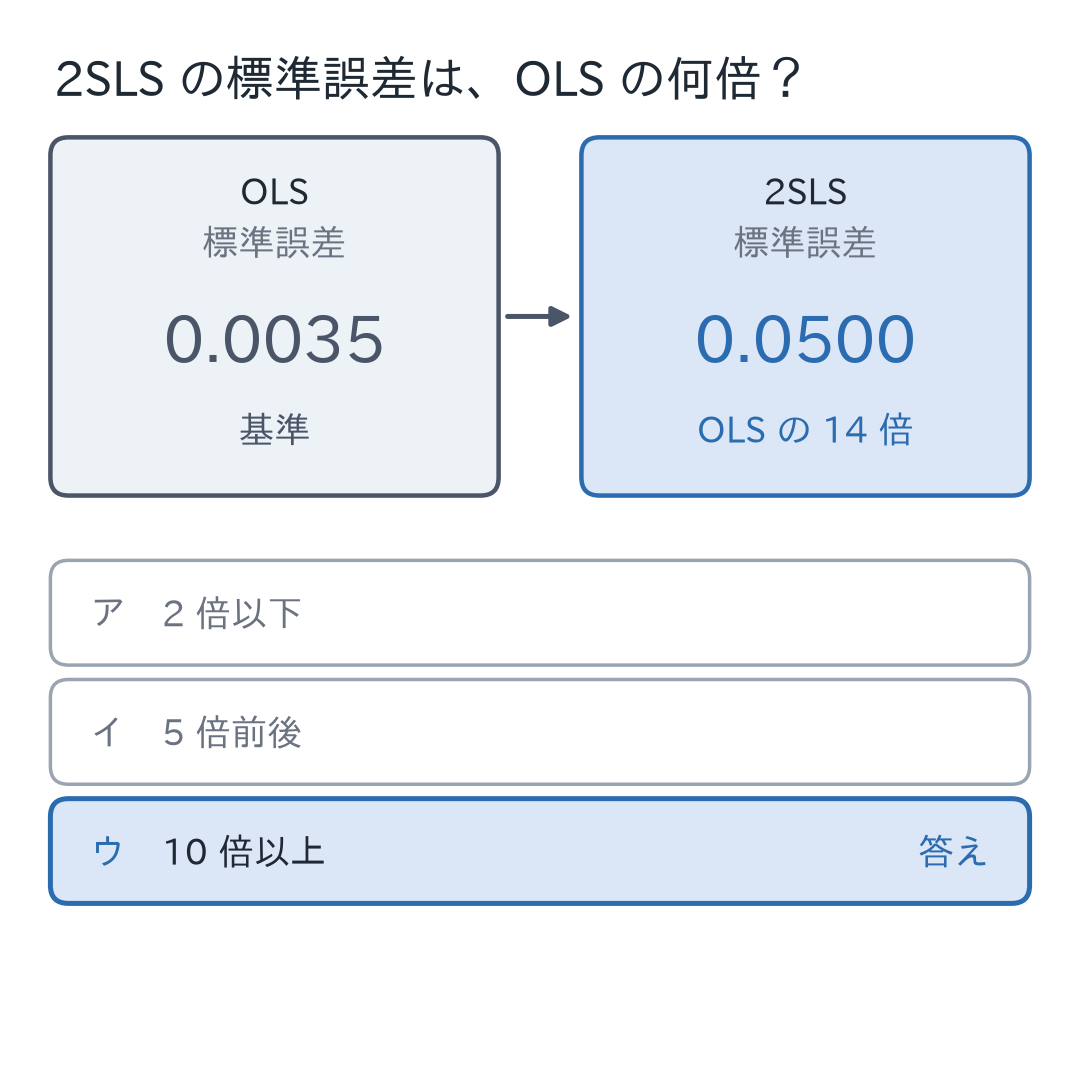 2SLS の標準誤差は、OLS の何倍？
OLS
標準誤差
0.0035
基準
2SLS
標準誤差
0.0500
OLS の 14 倍
ア 2 倍以下
イ 5 倍前後
ウ 10 倍以上 答え